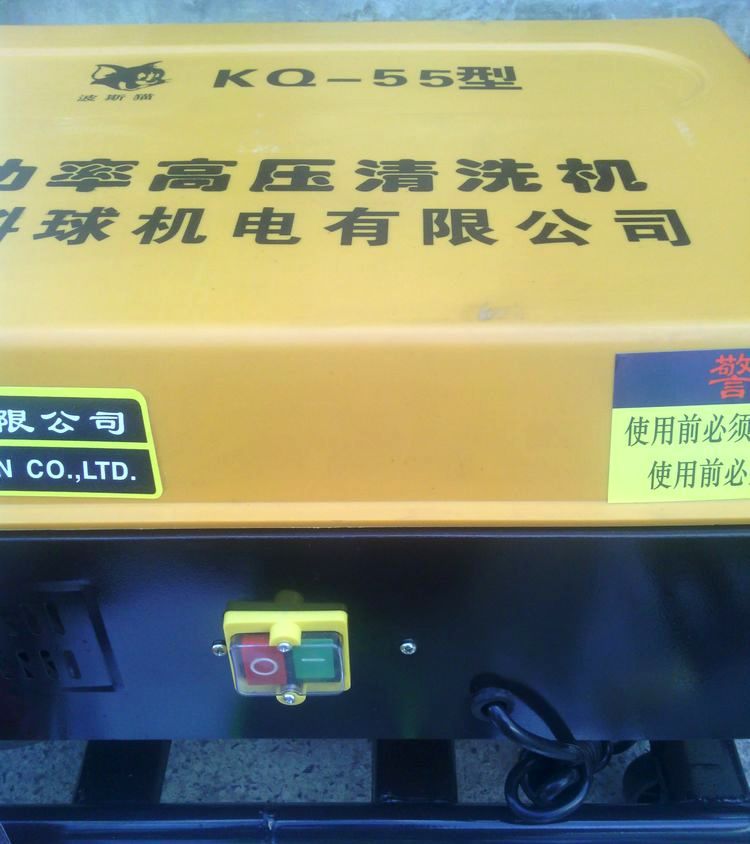 波斯猫
KQ-55型
功率高压清洗机
科球机电有限公司
限公司
N CO.,LTD.
警
使用前必须
使用前必